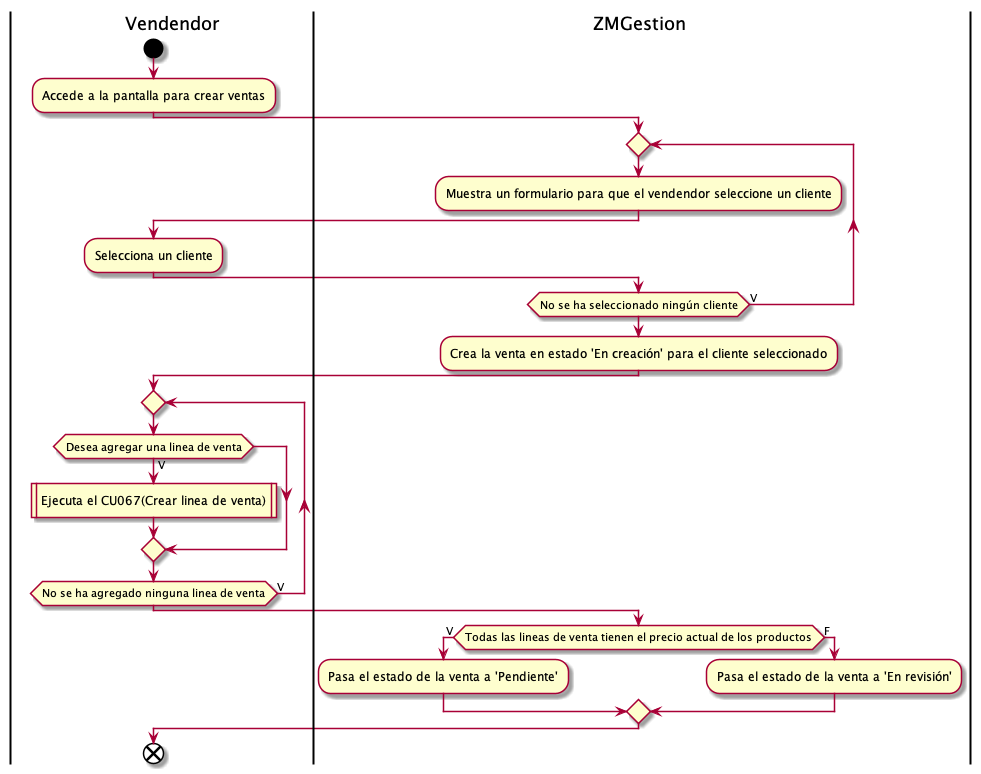 Vendendor
ZMGestion
Accede a la pantalla para crear ventas
Muestra un formulario para que el vendendor seleccione un cliente
Selecciona un cliente
No se ha seleccionado ningún cliente
V
Crea la venta en estado 'En creación' para el cliente seleccionado
Desea agregar una linea de venta
V
Ejecuta el CU067(Crear linea de venta)
No se ha agregado ninguna linea de venta
V
V
Todas las lineas de venta tienen el precio actual de los productos
F
Pasa el estado de la venta a 'Pendiente'
Pasa el estado de la venta a 'En revisión'